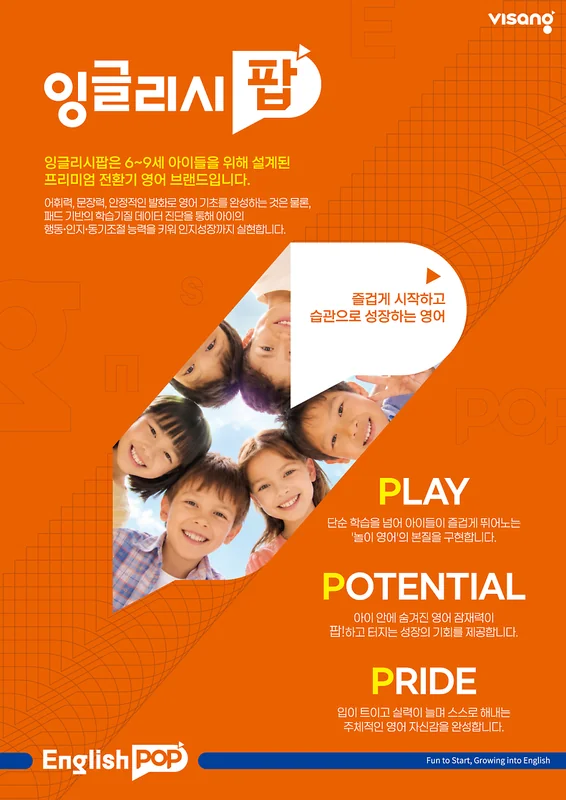 visang
잉글리시 팝
잉글리시팝은 6~9세 아이들을 위해 설계된
프리미엄 전환기 영어 브랜드입니다.
어휘력, 문장력, 안정적인 발화로 영어 기초를 완성하는 것은 물론,
패드 기반의 학습기질 데이터 진단을 통해 아이의
행동·인지·동기조절 능력을 키워 인지성장까지 실현합니다.
즐겁게 시작하고
습관으로 성장하는 영어
PLAY
단순 학습을 넘어 아이들이 즐겁게 뛰어노는
'놀이 영어'의 본질을 구현합니다.
POTENTIAL
아이 안에 숨겨진 영어 잠재력이
팝!하고 터지는 성장의 기회를 제공합니다.
PRIDE
입이 트이고 실력이 늘며 스스로 해내는
주체적인 영어 자신감을 완성합니다.
English POP
Fun to Start, Growing into English
E
s
n
g
POP